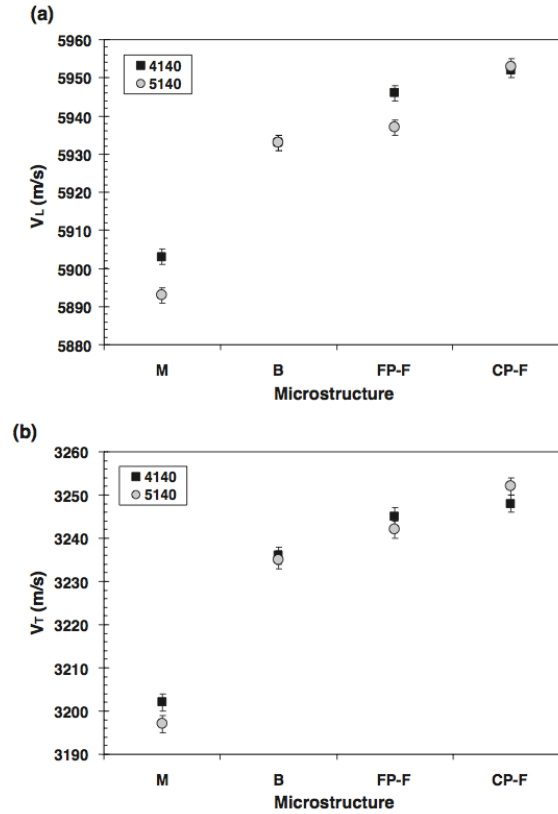 (a)
5960
5950
5940
5930
5920
5910
5900
5890
5880
VL (m/s)
4140
5140
M B FP-F CP-F
Microstructure
(b)
3260
3250
3240
3230
3220
3210
3200
3190
VT (m/s)
4140
5140
M B FP-F CP-F
Microstructure